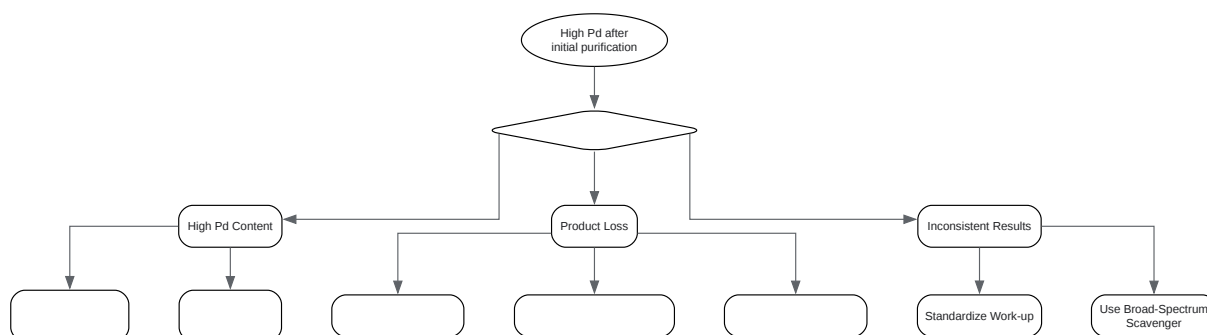 High Pd after
initial purification
High Pd Content
Product Loss
Inconsistent Results
Standardize Work-up
Use Broad-Spectrum
Scavenger